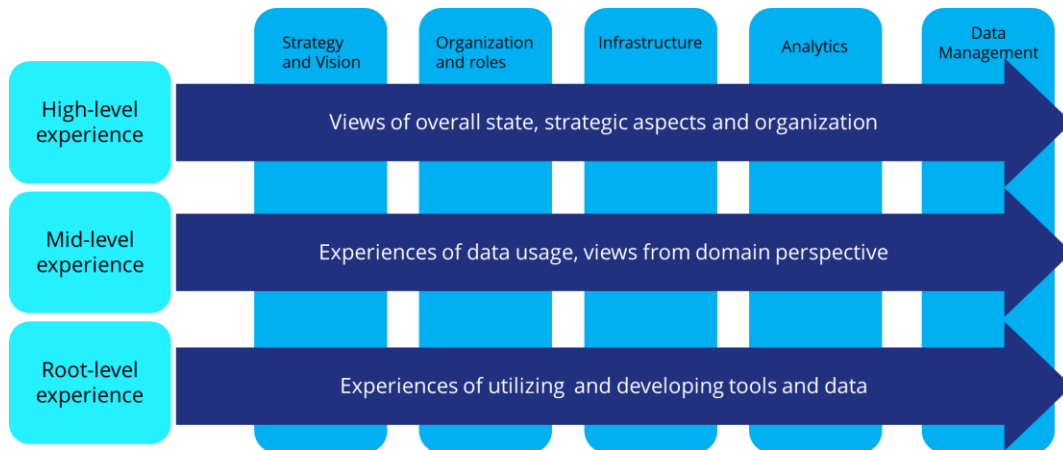 Strategy
and Vision
Organization
and roles
Infrastructure
Analytics
Data
Management
High-level
experience
Views of overall state, strategic aspects and organization
Mid-level
experience
Experiences of data usage, views from domain perspective
Root-level
experience
Experiences of utilizing  and developing tools and data